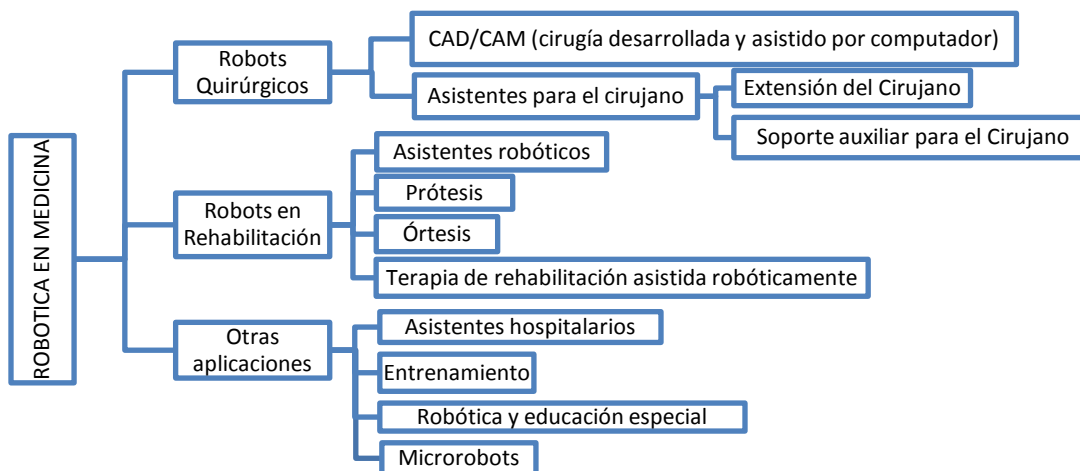 ROBOTICA EN MEDICINA
Robots
Quirúrgicos
CAD/CAM (cirugía desarrollada y asistido por computador)
Asistentes para el cirujano
Extensión del Cirujano
Soporte auxiliar para el Cirujano
Robots en
Rehabilitación
Asistentes robóticos
Prótesis
Órtesis
Terapia de rehabilitación asistida robóticamente
Otras
aplicaciones
Asistentes hospitalarios
Entrenamiento
Robótica y educación especial
Microrobots